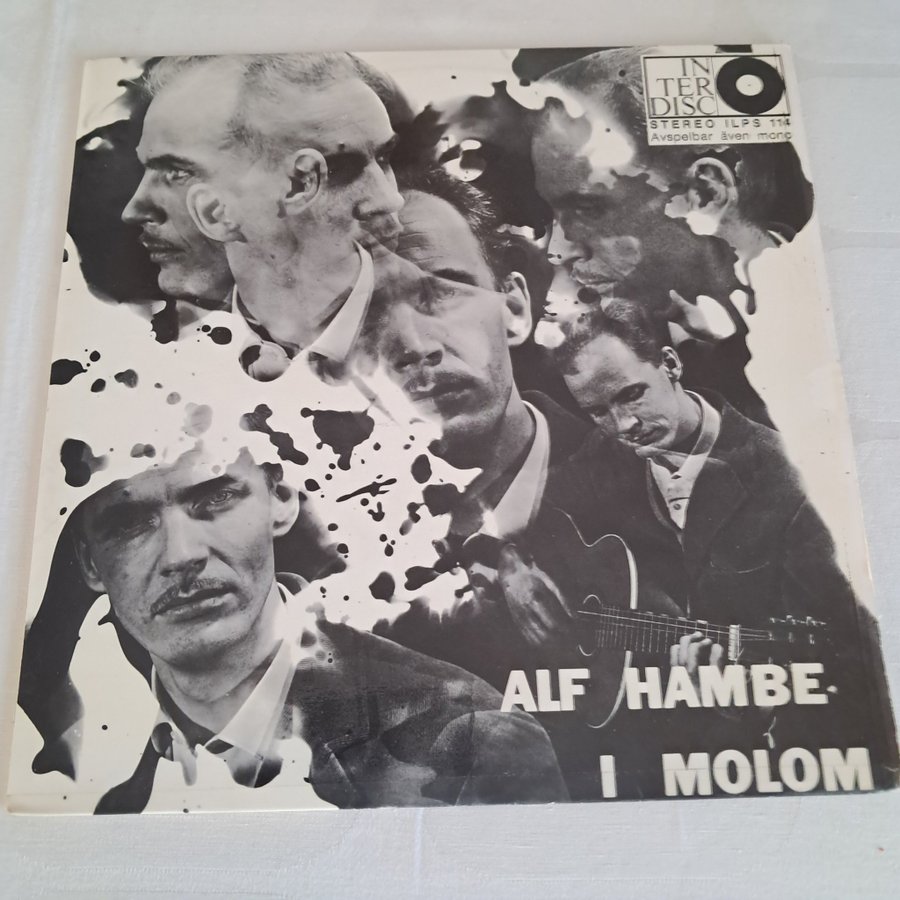 IN
TER
DISC
STEREO ILPS 114
Avspelbar även mono
ALF HAMBE
I MOLOM